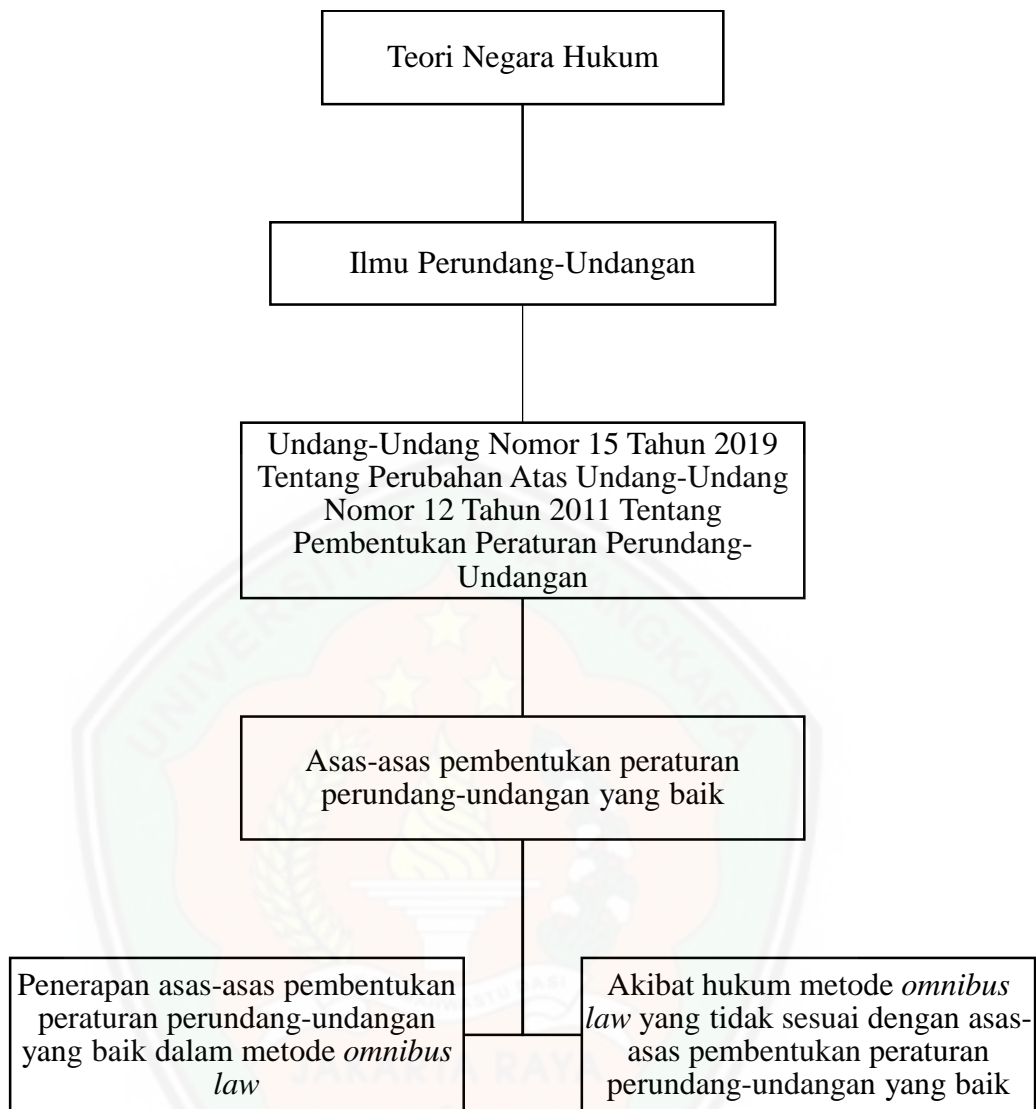 Teori Negara Hukum
Ilmu Perundang-Undangan
Undang-Undang Nomor 15 Tahun 2019
Tentang Perubahan Atas Undang-Undang
Nomor 12 Tahun 2011 Tentang
Pembentukan Peraturan Perundang-
Undangan
Asas-asas pembentukan peraturan
perundang-undangan yang baik
Penerapan asas-asas pembentukan
peraturan perundang-undangan
yang baik dalam metode omnibus
law
Akibat hukum metode omnibus
law yang tidak sesuai dengan asas-
asas pembentukan peraturan
perundang-undangan yang baik
JAKARTA RAYA